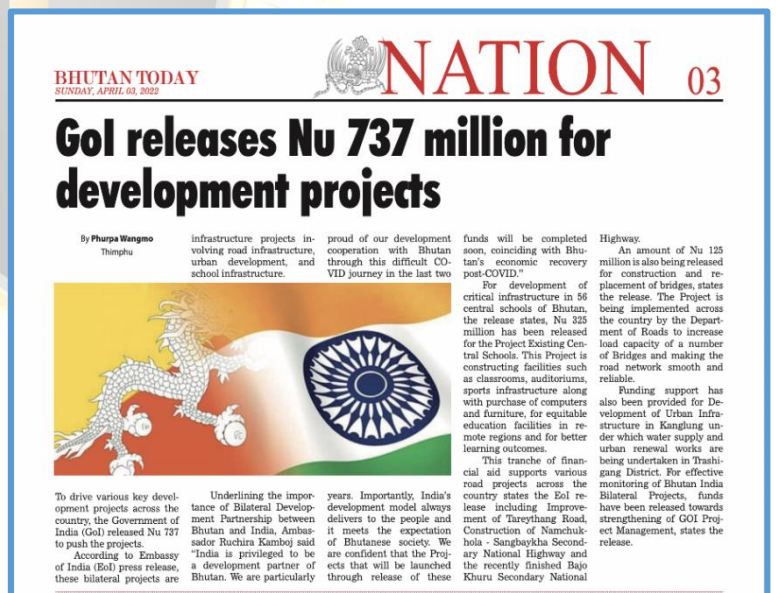 BHUTAN TODAY
SUNDAY, APRIL 03, 2022
NATION
03
GoI releases Nu 737 million for
development projects
By Phurpa Wangmo
Thimphu
To drive various key devel-
opment projects across the
country, the Government of
India (GoI) released Nu 737
to push the projects.
According to Embassy
of India (EoI) press release,
these bilateral projects are
infrastructure projects in-
volving road infrastructure,
urban development, and
school infrastructure.
Underlining the impor-
tance of Bilateral Develop-
ment Partnership between
Bhutan and India, Ambas-
sador Ruchira Kamboj said
“India is privileged to be
a development partner of
Bhutan. We are particularly
proud of our development
cooperation with Bhutan
through this difficult CO-
VID journey in the last two
years. Importantly, India’s
development model always
delivers to the people and
it meets the expectation
of Bhutanese society. We
are confident that the Proj-
ects that will be launched
through release of these
funds will be completed
soon, coinciding with Bhu-
tan’s economic recovery
post-COVID.”
For development of
critical infrastructure in 56
central schools of Bhutan,
the release states, Nu 325
million has been released
for the Project Existing Cen-
tral Schools. This Project is
constructing facilities such
as classrooms, auditoriums,
sports infrastructure along
with purchase of computers
and furniture, for equitable
education facilities in re-
mote regions and for better
learning outcomes.
This tranche of finan-
cial aid supports various
road projects across the
country states the EoI re-
lease including Improve-
ment of Tareythang Road,
Construction of Namchuk-
hola - Sangbaykha Second-
ary National Highway and
the recently finished Bajo
Khuru Secondary National
Highway.
An amount of Nu 125
million is also being released
for construction and re-
placement of bridges, states
the release. The Project is
being implemented across
the country by the Depart-
ment of Roads to increase
load capacity of a number
of Bridges and making the
road network smooth and
reliable.
Funding support has
also been provided for De-
velopment of Urban Infra-
structure in Kanglung un-
der which water supply and
urban renewal works are
being undertaken in Trashi-
gang District. For effective
monitoring of Bhutan India
Bilateral Projects, funds
have been released towards
strengthening of GOI Proj-
ect Management, states the
release.